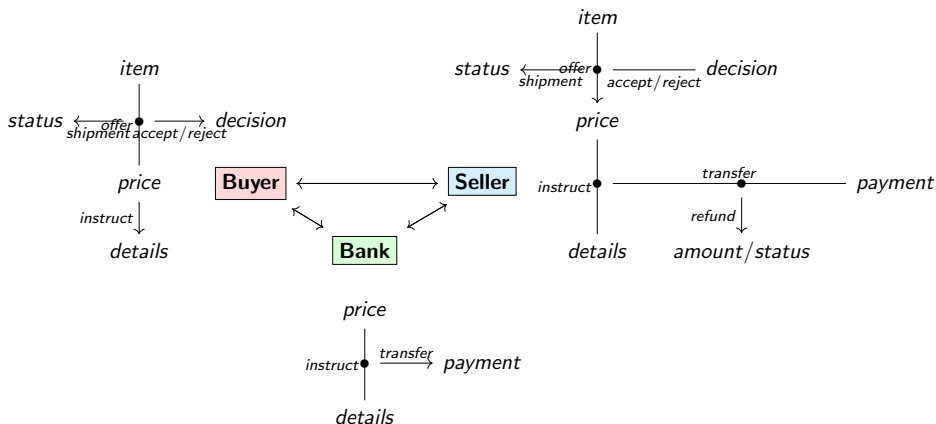 item
status
offer
shipment
accept/reject
decision
price
instruct
details
Buyer
Seller
Bank
price
instruct
transfer
payment
details
item
status
offer
shipment
accept/reject
decision
price
instruct
transfer
payment
refund
details
amount/status